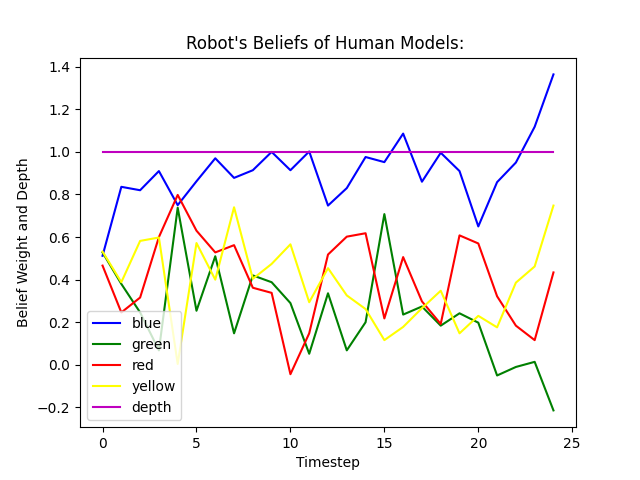 Robot's Beliefs of Human Models:
Belief Weight and Depth
1.4
1.2
1.0
0.8
0.6
0.4
0.2
0.0
−0.2
blue
green
red
yellow
depth
0 5 10 15 20 25
Timestep